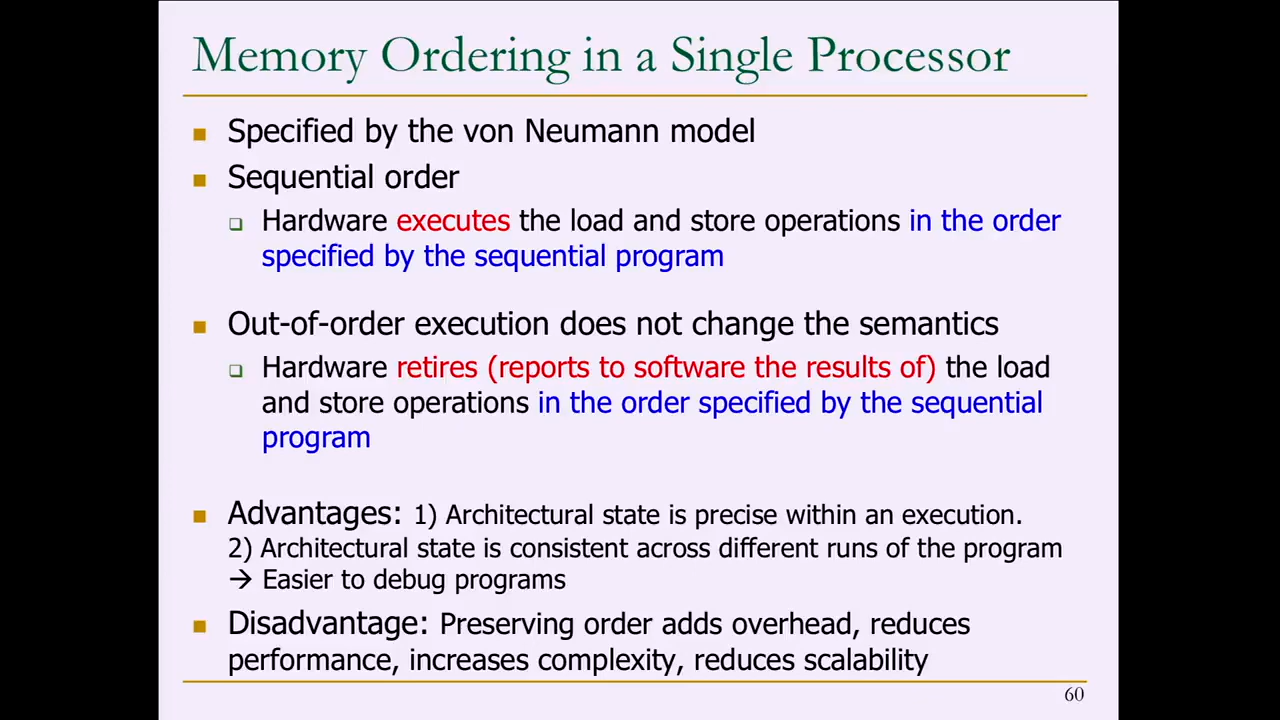 Memory Ordering in a Single Processor
Specified by the von Neumann model
Sequential order
Hardware executes the load and store operations in the order
specified by the sequential program
Out-of-order execution does not change the semantics
Hardware retires (reports to software the results of) the load
and store operations in the order specified by the sequential
program
Advantages: 1) Architectural state is precise within an execution.
2) Architectural state is consistent across different runs of the program
→ Easier to debug programs
Disadvantage: Preserving order adds overhead, reduces
performance, increases complexity, reduces scalability
60